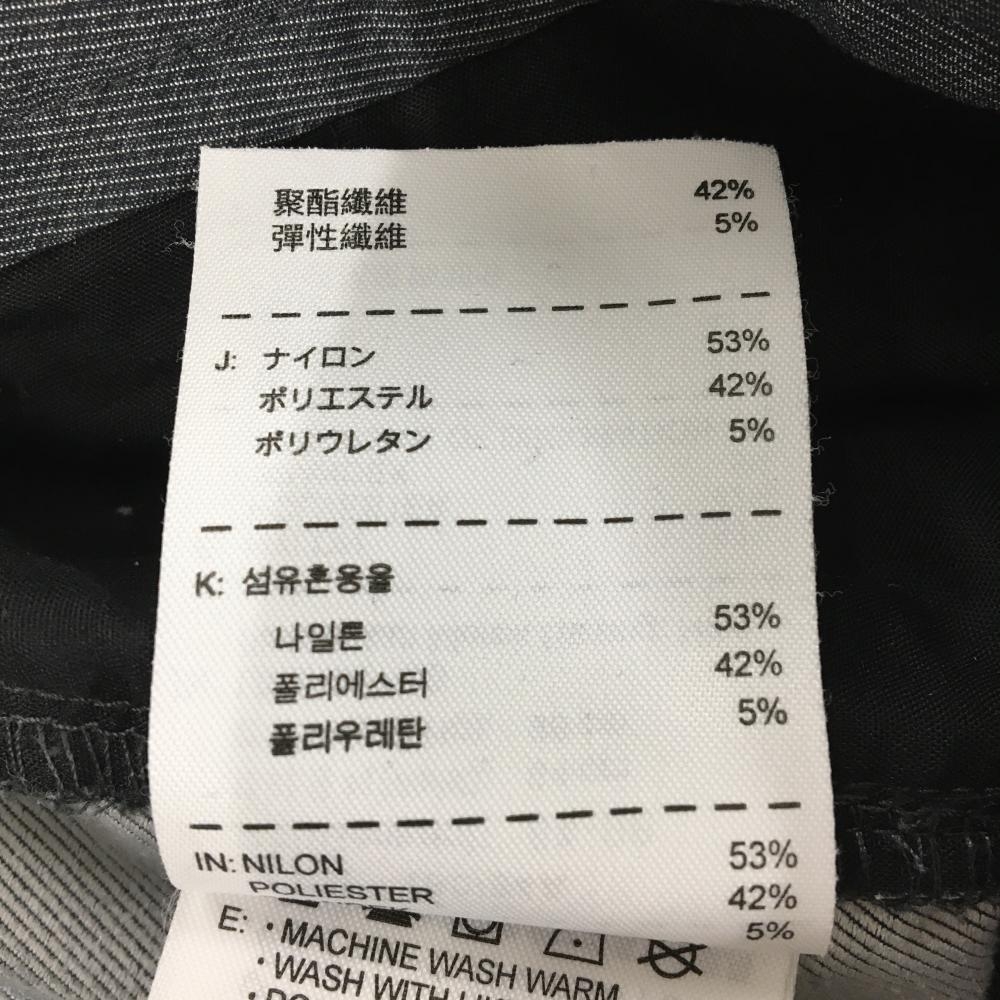 聚酯纖維 42%
彈性纖維 5%
J: ナイロン 53%
ポリエステル 42%
ポリウレタン 5%
K: 섬유혼용율
나일론 53%
폴리에스터 42%
폴리우레탄 5%
IN: NILON 53%
POLIESTER 42%
5%
E: · MACHINE WASH WARM
· WASH WITH